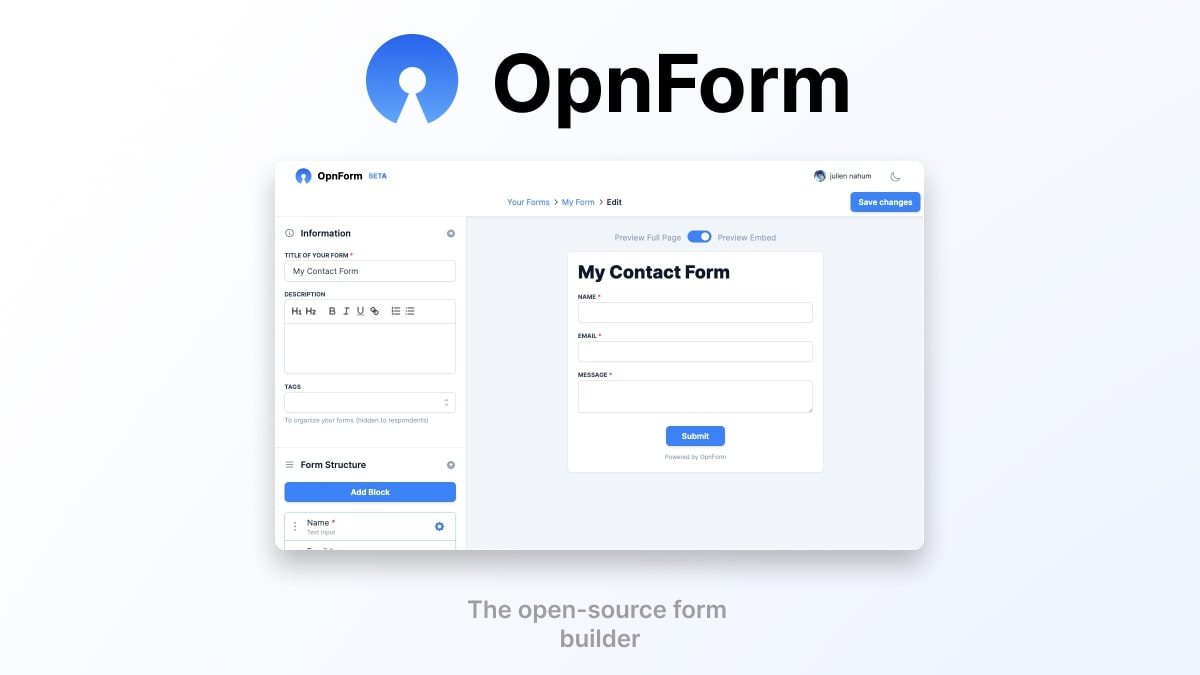 OpnForm
OpnForm BETA
julien nahum
Your Forms > My Form > Edit
Save changes
Information
TITLE OF YOUR FORM *
My Contact Form
DESCRIPTION
H1 H2 B I U
TAGS
To organize your forms (hidden to respondents)
Form Structure
Add Block
Name *
Text Input
Preview Full Page
Preview Embed
My Contact Form
NAME *
EMAIL *
MESSAGE *
Submit
Powered by OpnForm
The open-source form
builder